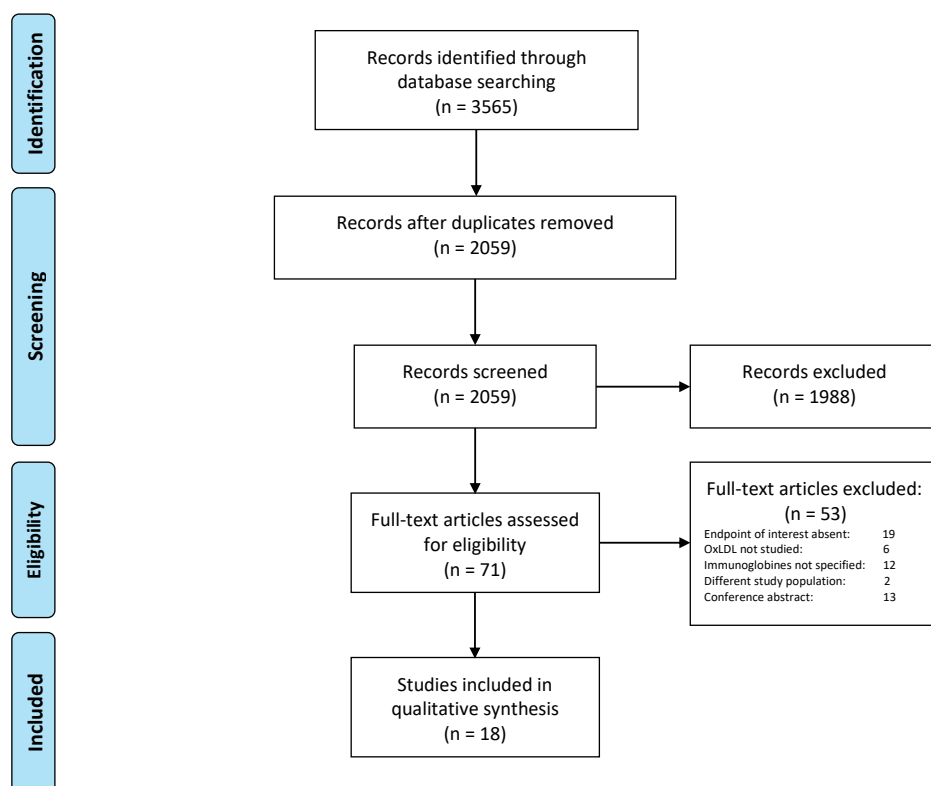 Identification
Records identified through
database searching
(n = 3565)
Screening
Records after duplicates removed
(n = 2059)
Records screened
(n = 2059)
Records excluded
(n = 1988)
Eligibility
Full-text articles assessed
for eligibility
(n = 71)
Full-text articles excluded:
(n = 53)
Endpoint of interest absent: 19
OxLDL not studied: 6
Immunoglobines not specified: 12
Different study population: 2
Conference abstract: 13
Included
Studies included in
qualitative synthesis
(n = 18)